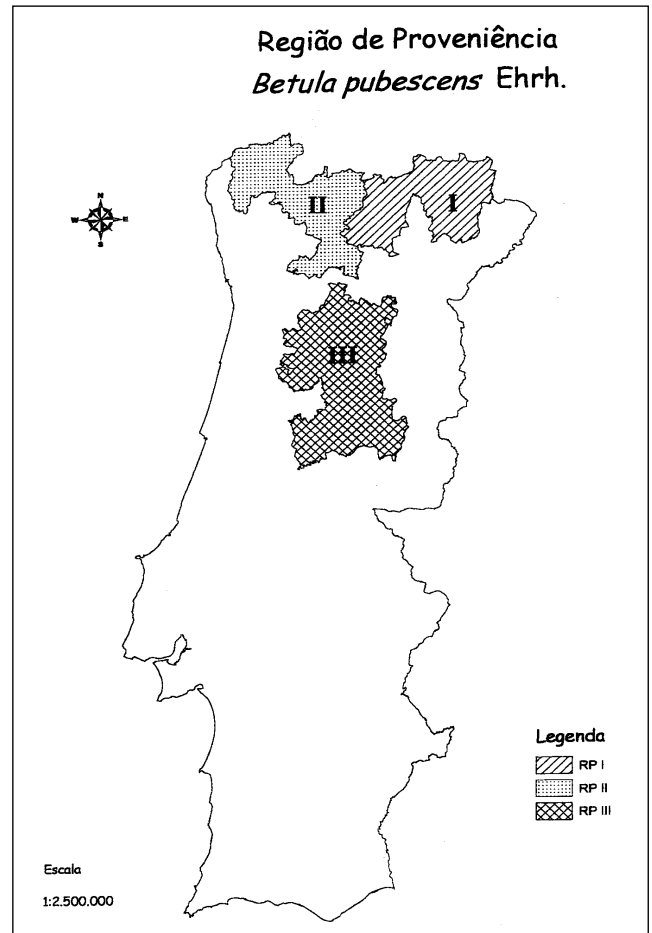 Região de Proveniência
Betula pubescens Ehrh.
N
W E
S
II
I
III
Legenda
RP I
RP II
RP III
Escala
1:2.500.000